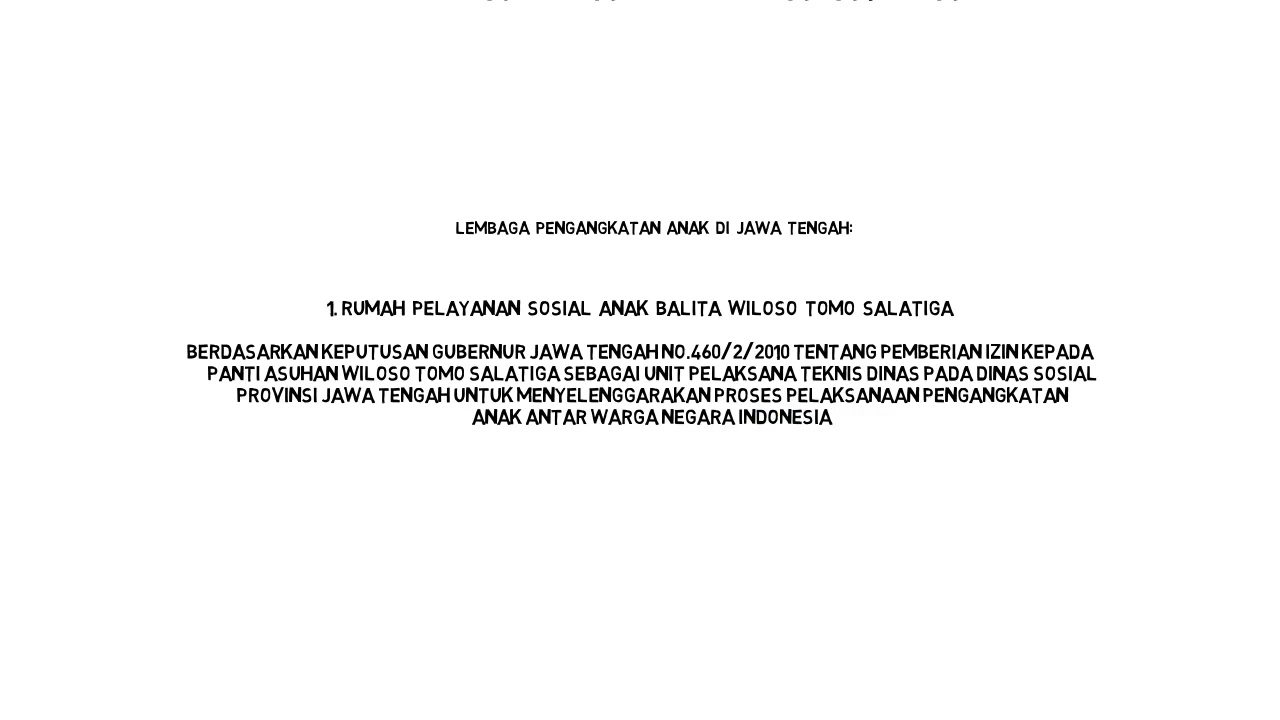 LEMBAGA PENGANGKATAN ANAK DI JAWA TENGAH:
1. RUMAH PELAYANAN SOSIAL ANAK BALITA WILOSO TOMO SALATIGA
BERDASARKAN KEPUTUSAN GUBERNUR JAWA TENGAH NO.460/2/2010 TENTANG PEMBERIAN IZIN KEPADA
PANTI ASUHAN WILOSO TOMO SALATIGA SEBAGAI UNIT PELAKSANA TEKNIS DINAS PADA DINAS SOSIAL
PROVINSI JAWA TENGAH UNTUK MENYELENGGARAKAN PROSES PELAKSANAAN PENGANGKATAN
ANAK ANTAR WARGA NEGARA INDONESIA